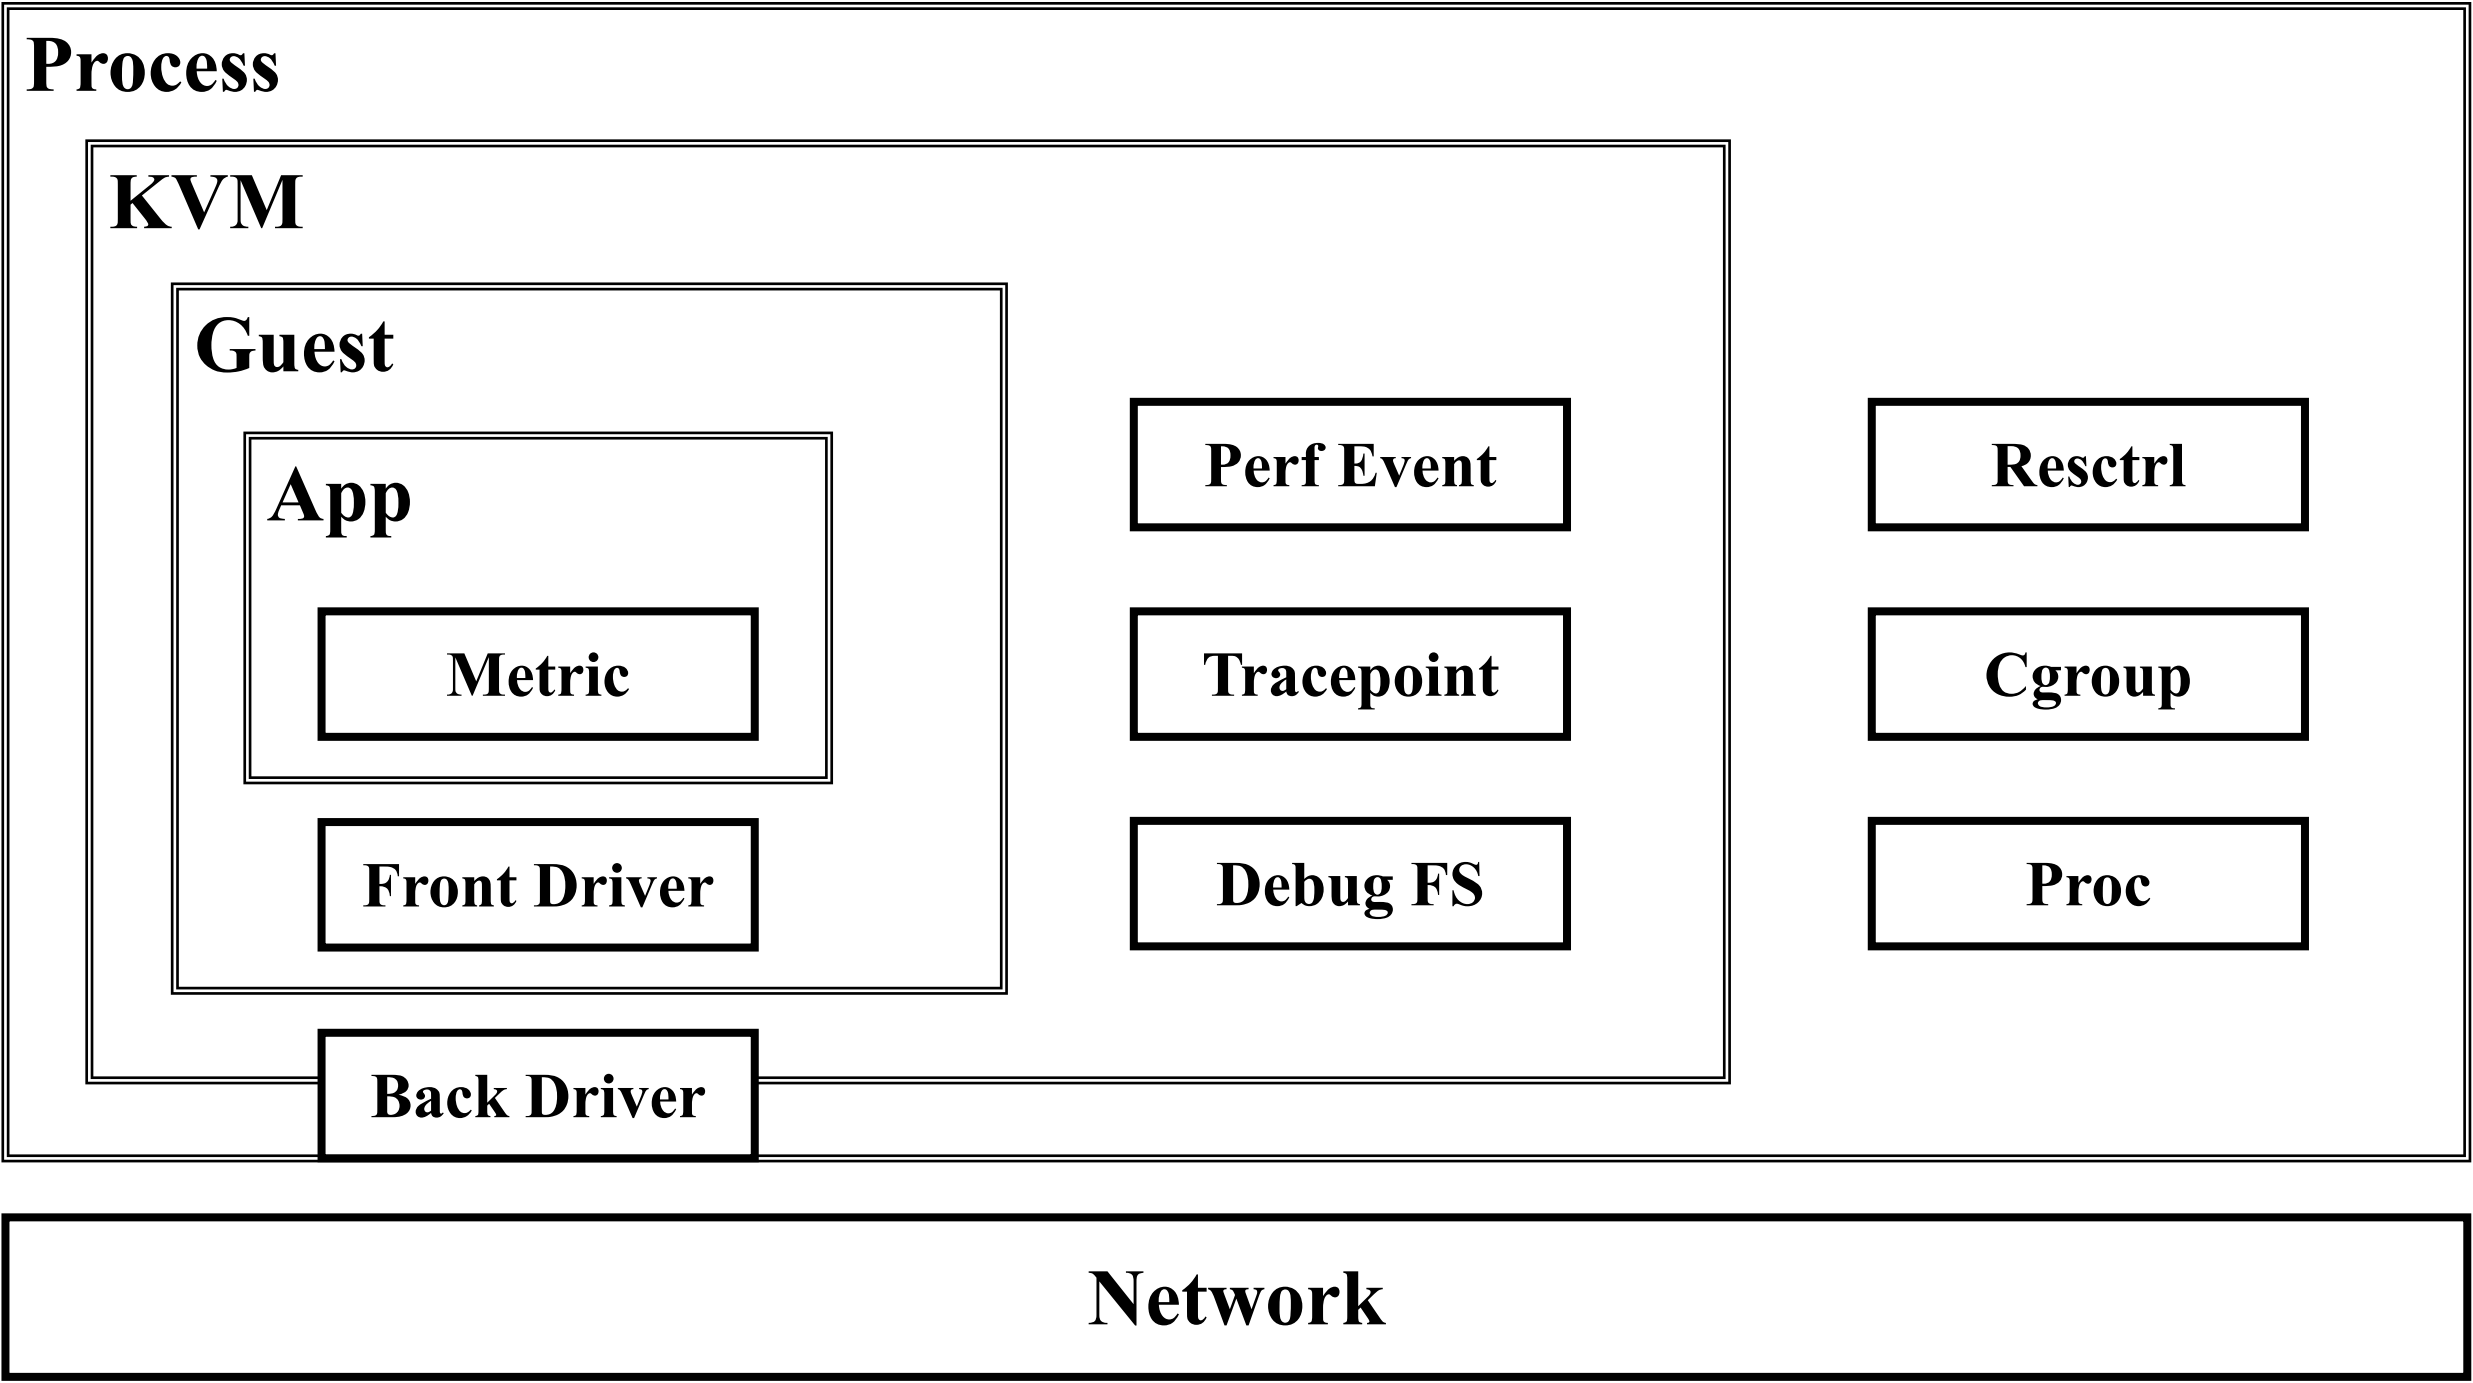 Process
KVM
Guest
App
Metric
Front Driver
Back Driver
Perf Event
Tracepoint
Debug FS
Resctrl
Cgroup
Proc
Network